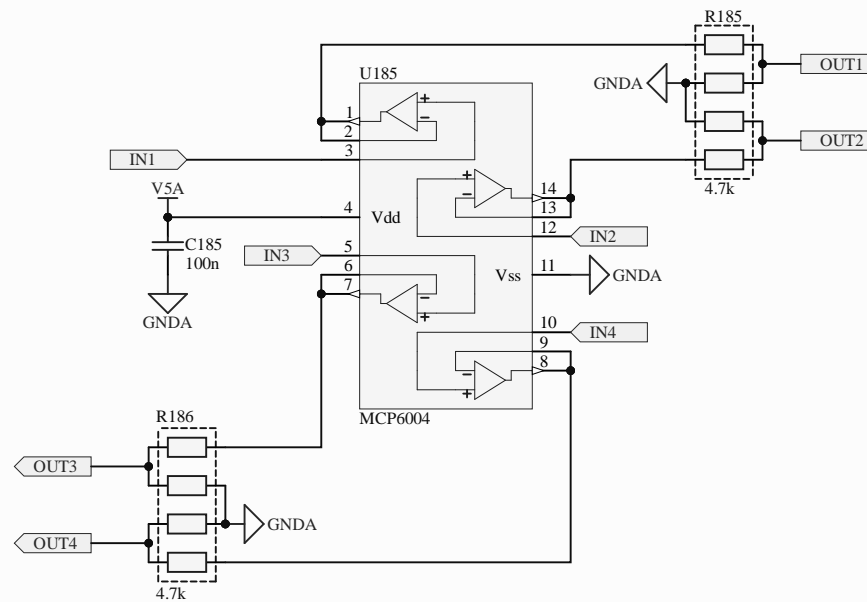 R185
OUT1
GNDA
OUT2
4.7k
U185
1
2
3
IN1
+
−
V5A
4
Vdd
C185
100n
GNDA
14
13
12
+
−
IN2
IN3
5
6
7
−
+
Vss
11
GNDA
10
9
8
IN4
−
+
MCP6004
R186
OUT3
GNDA
OUT4
4.7k